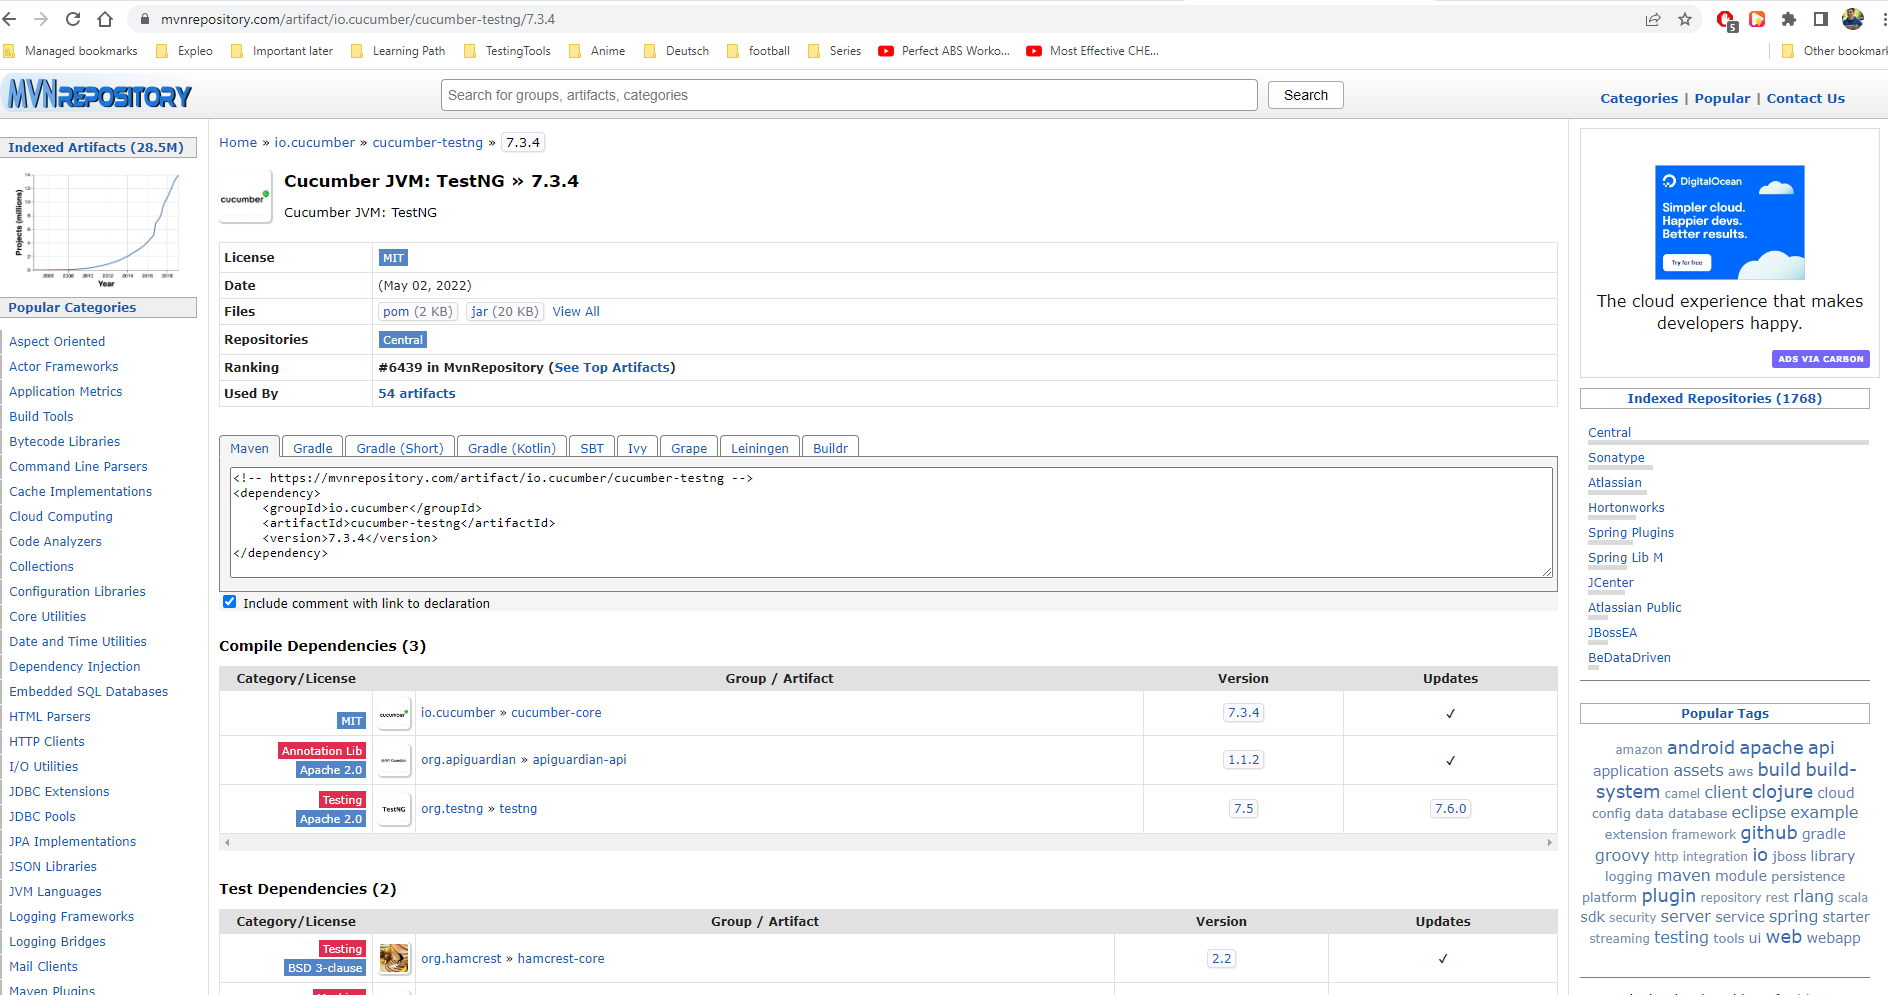 mvnrepository.com/artifact/io.cucumber/cucumber-testng/7.3.4
5
Managed bookmarks Expleo Important later Learning Path TestingTools Anime Deutsch football Series Perfect ABS Worko... Most Effective CHE... Other bookmark
MVNREPOSITORY
Search for groups, artifacts, categories
Search
Categories | Popular | Contact Us
Indexed Artifacts (28.5M)
Projects (millions)
Year
Popular Categories
Aspect Oriented
Actor Frameworks
Application Metrics
Build Tools
Bytecode Libraries
Command Line Parsers
Cache Implementations
Cloud Computing
Code Analyzers
Collections
Configuration Libraries
Core Utilities
Date and Time Utilities
Dependency Injection
Embedded SQL Databases
HTML Parsers
HTTP Clients
I/O Utilities
JDBC Extensions
JDBC Pools
JPA Implementations
JSON Libraries
JVM Languages
Logging Frameworks
Logging Bridges
Mail Clients
Maven Plugins
Home » io.cucumber » cucumber-testng » 7.3.4
cucumber
Cucumber JVM: TestNG » 7.3.4
Cucumber JVM: TestNG
License MIT
Date (May 02, 2022)
Files pom (2 KB) jar (20 KB) View All
Repositories Central
Ranking #6439 in MvnRepository (See Top Artifacts)
Used By 54 artifacts
Maven Gradle Gradle (Short) Gradle (Kotlin) SBT Ivy Grape Leiningen Buildr
<!-- https://mvnrepository.com/artifact/io.cucumber/cucumber-testng -->
<dependency>
    <groupId>io.cucumber</groupId>
    <artifactId>cucumber-testng</artifactId>
    <version>7.3.4</version>
</dependency>
Include comment with link to declaration
Compile Dependencies (3)
Category/License Group / Artifact Version Updates
MIT cucumber io.cucumber » cucumber-core 7.3.4 ✓
Annotation Lib
Apache 2.0 org.apiguardian » apiguardian-api 1.1.2 ✓
Testing
Apache 2.0 TestNG org.testng » testng 7.5 7.6.0
Test Dependencies (2)
Category/License Group / Artifact Version Updates
Testing
BSD 3-clause org.hamcrest » hamcrest-core 2.2 ✓
DigitalOcean
Simpler cloud.
Happier devs.
Better results.
Try for free
The cloud experience that makes
developers happy.
ADS VIA CARBON
Indexed Repositories (1768)
Central
Sonatype
Atlassian
Hortonworks
Spring Plugins
Spring Lib M
JCenter
Atlassian Public
JBossEA
BeDataDriven
Popular Tags
amazon android apache api
application assets aws build build-
system camel client clojure cloud
config data database eclipse example
extension framework github gradle
groovy http integration io jboss library
logging maven module persistence
platform plugin repository rest rlang scala
sdk security server service spring starter
streaming testing tools ui web webapp